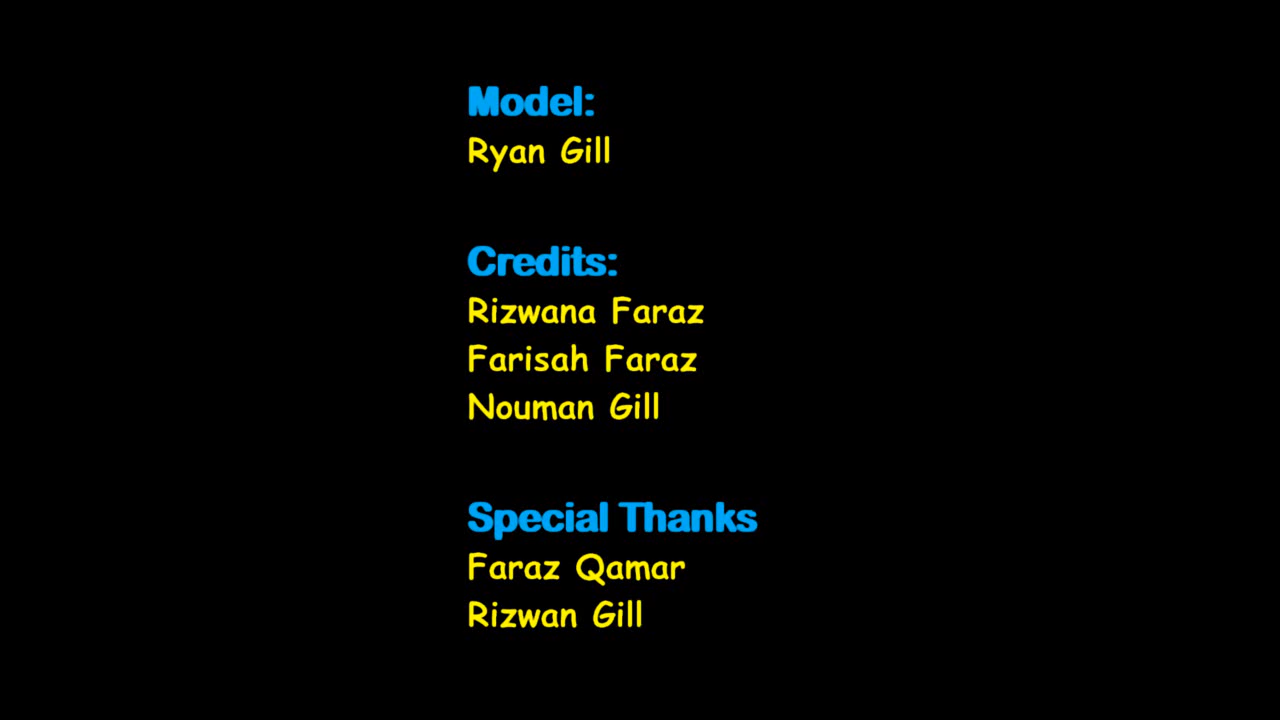 Model:
Ryan Gill
Credits:
Rizwana Faraz
Farisah Faraz
Nouman Gill
Special Thanks
Faraz Qamar
Rizwan Gill